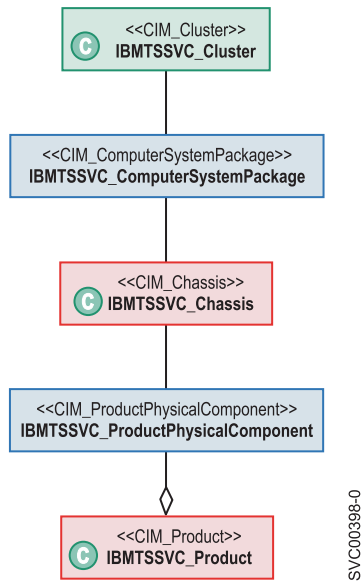 <<CIM_Cluster>>
C
IBMTSSVC_Cluster
<<CIM_ComputerSystemPackage>>
IBMTSSVC_ComputerSystemPackage
<<CIM_Chassis>>
C
IBMTSSVC_Chassis
<<CIM_ProductPhysicalComponent>>
IBMTSSVC_ProductPhysicalComponent
<<CIM_Product>>
C
IBMTSSVC_Product
SVC00398-0